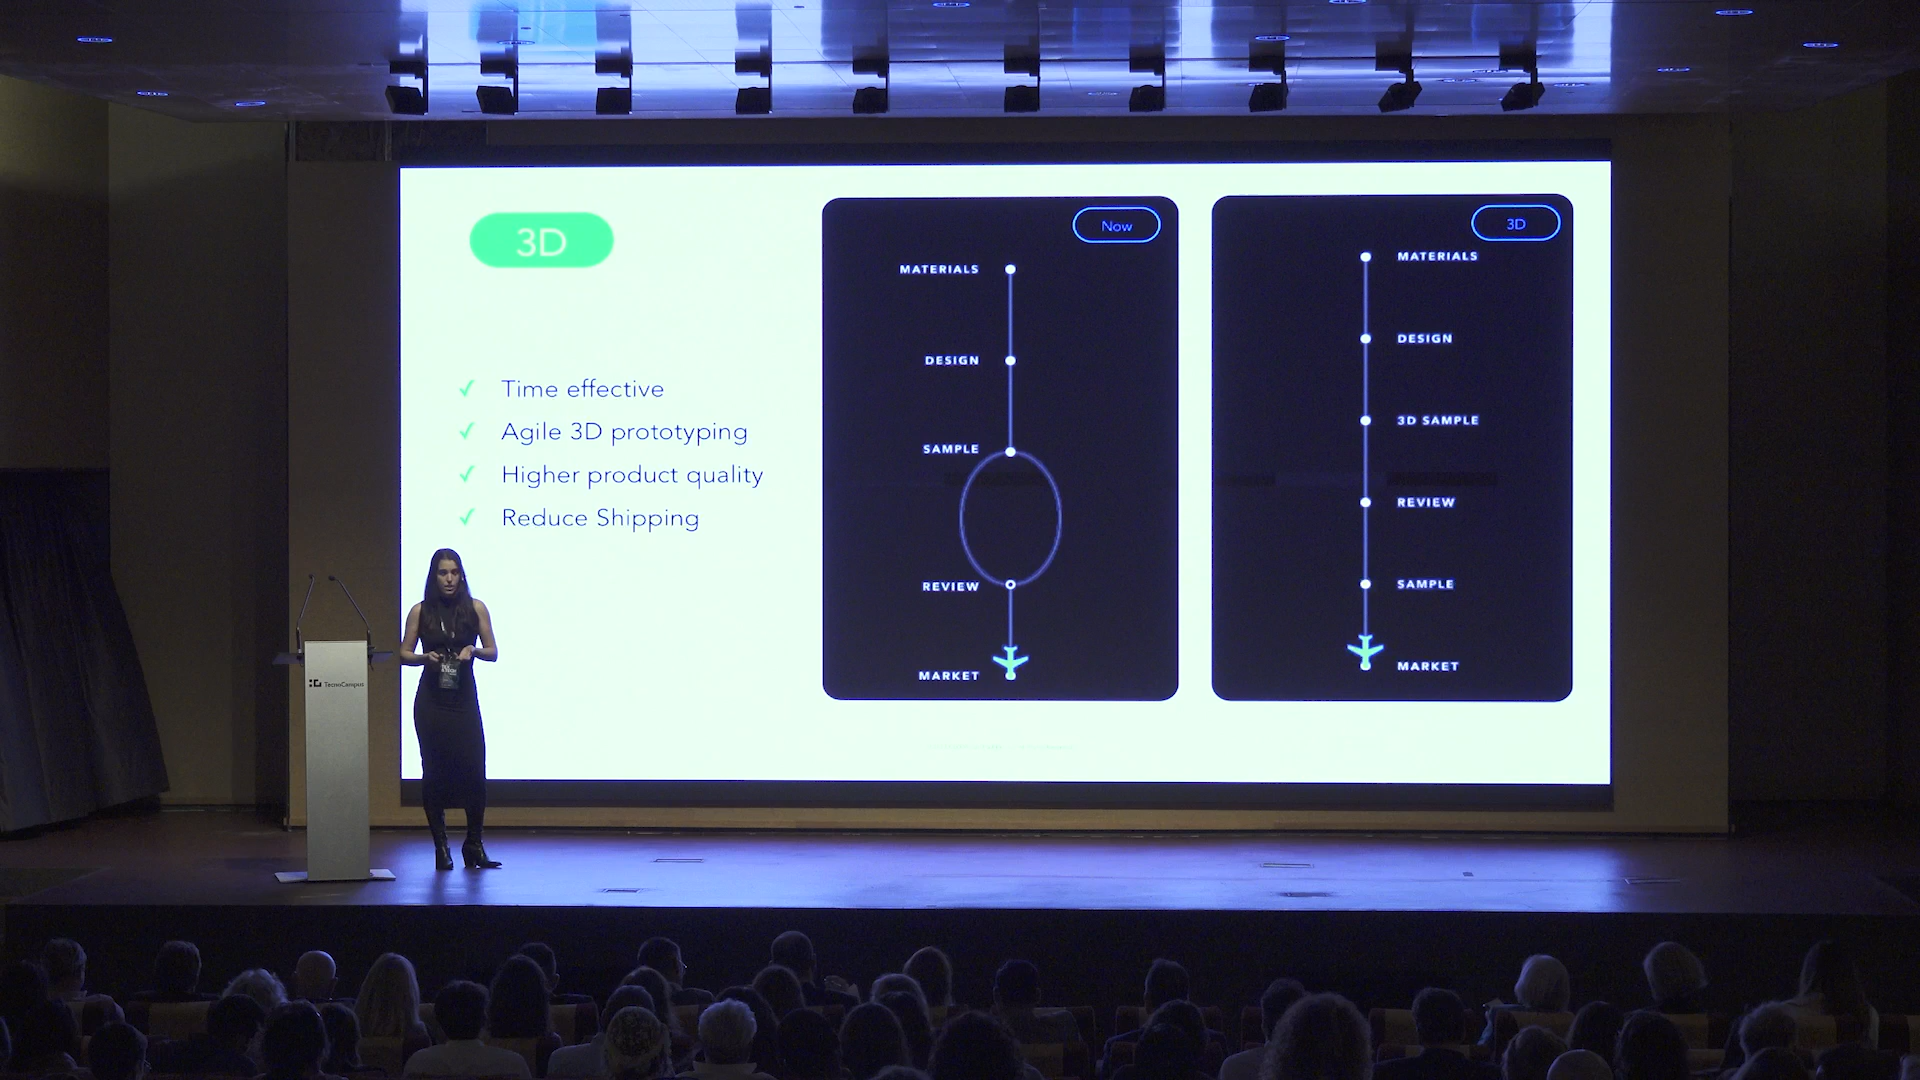 3D
Time effective
Agile 3D prototyping
Higher product quality
Reduce Shipping
Now
MATERIALS
DESIGN
SAMPLE
REVIEW
MARKET
3D
MATERIALS
DESIGN
3D SAMPLE
REVIEW
SAMPLE
MARKET
TecnoCampus